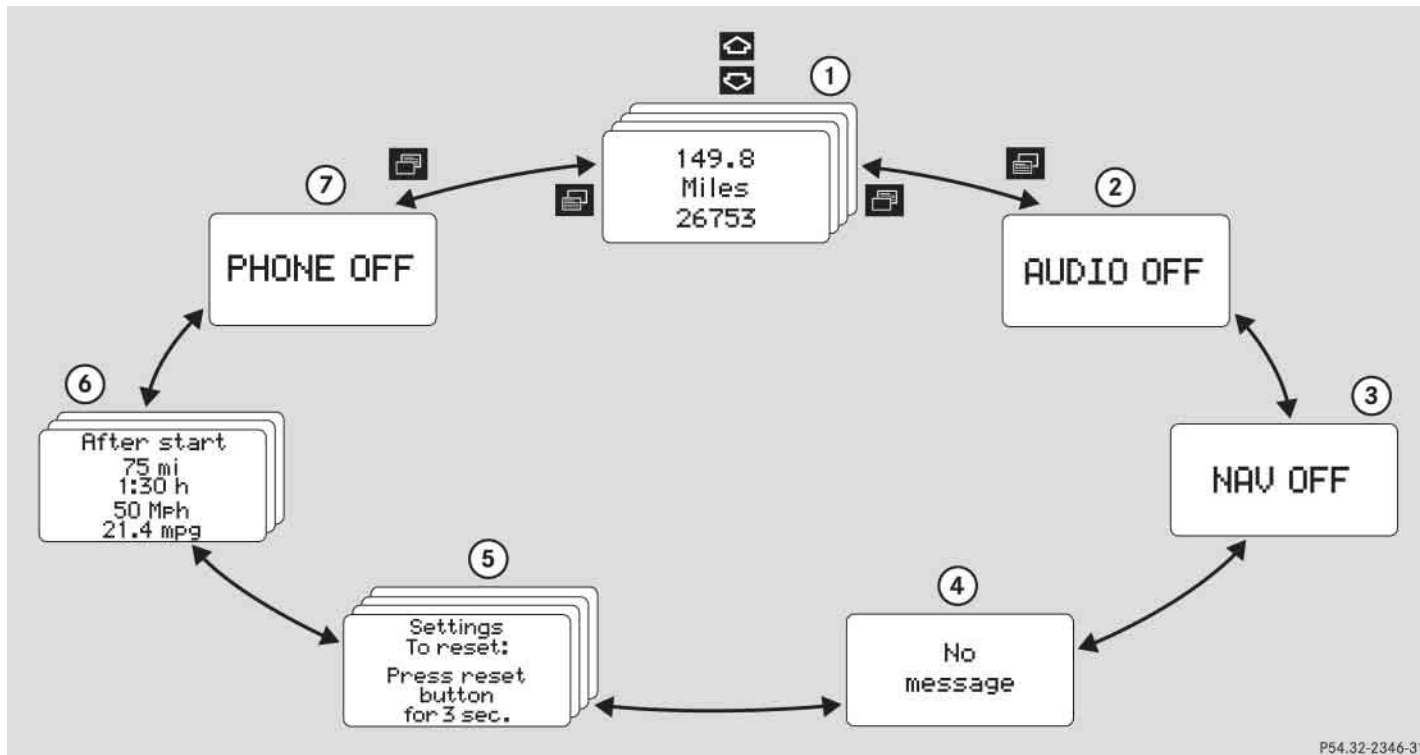 1
149.8
Miles
26753
2
AUDIO OFF
3
NAV OFF
4
No
message
5
Settings
To reset:
Press reset
button
for 3 sec.
6
After start
75 mi
1:30 h
50 Mph
21.4 mpg
7
PHONE OFF
P54.32-2346-31